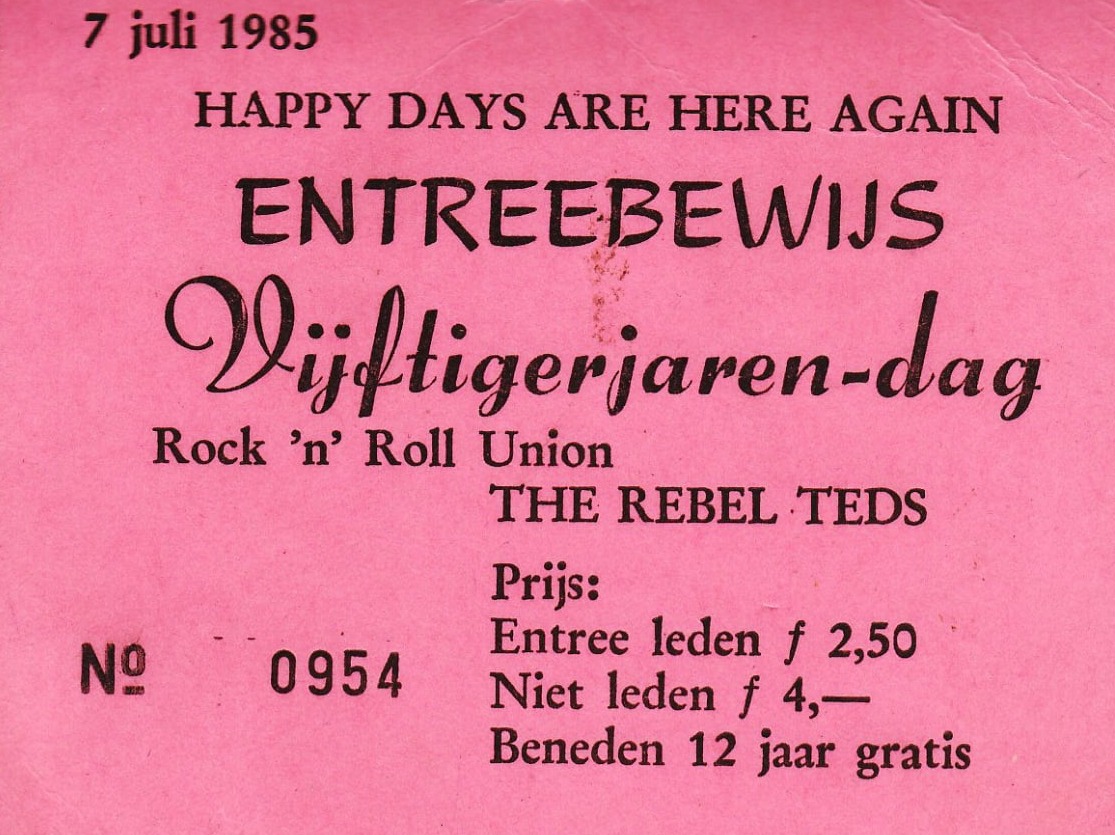 7 juli 1985
HAPPY DAYS ARE HERE AGAIN
ENTREEBEWIJS
Vijftigerjaren-dag
Rock 'n' Roll Union
THE REBEL TEDS
Prijs:
Entree leden ƒ 2,50
Niet leden ƒ 4,—
Beneden 12 jaar gratis
Nº 0954